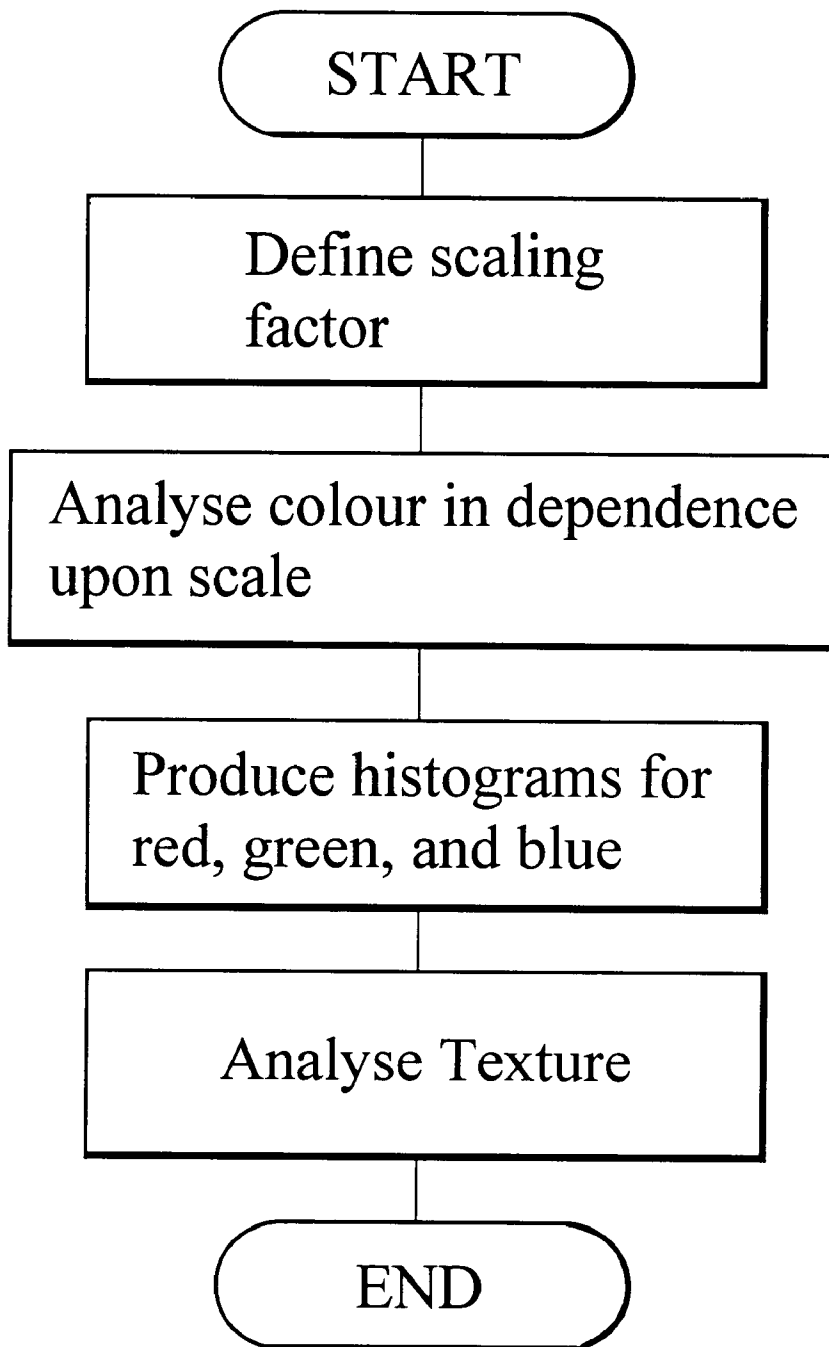 START
Define scaling
factor
Analyse colour in dependence
upon scale
Produce histograms for
red, green, and blue
Analyse Texture
END